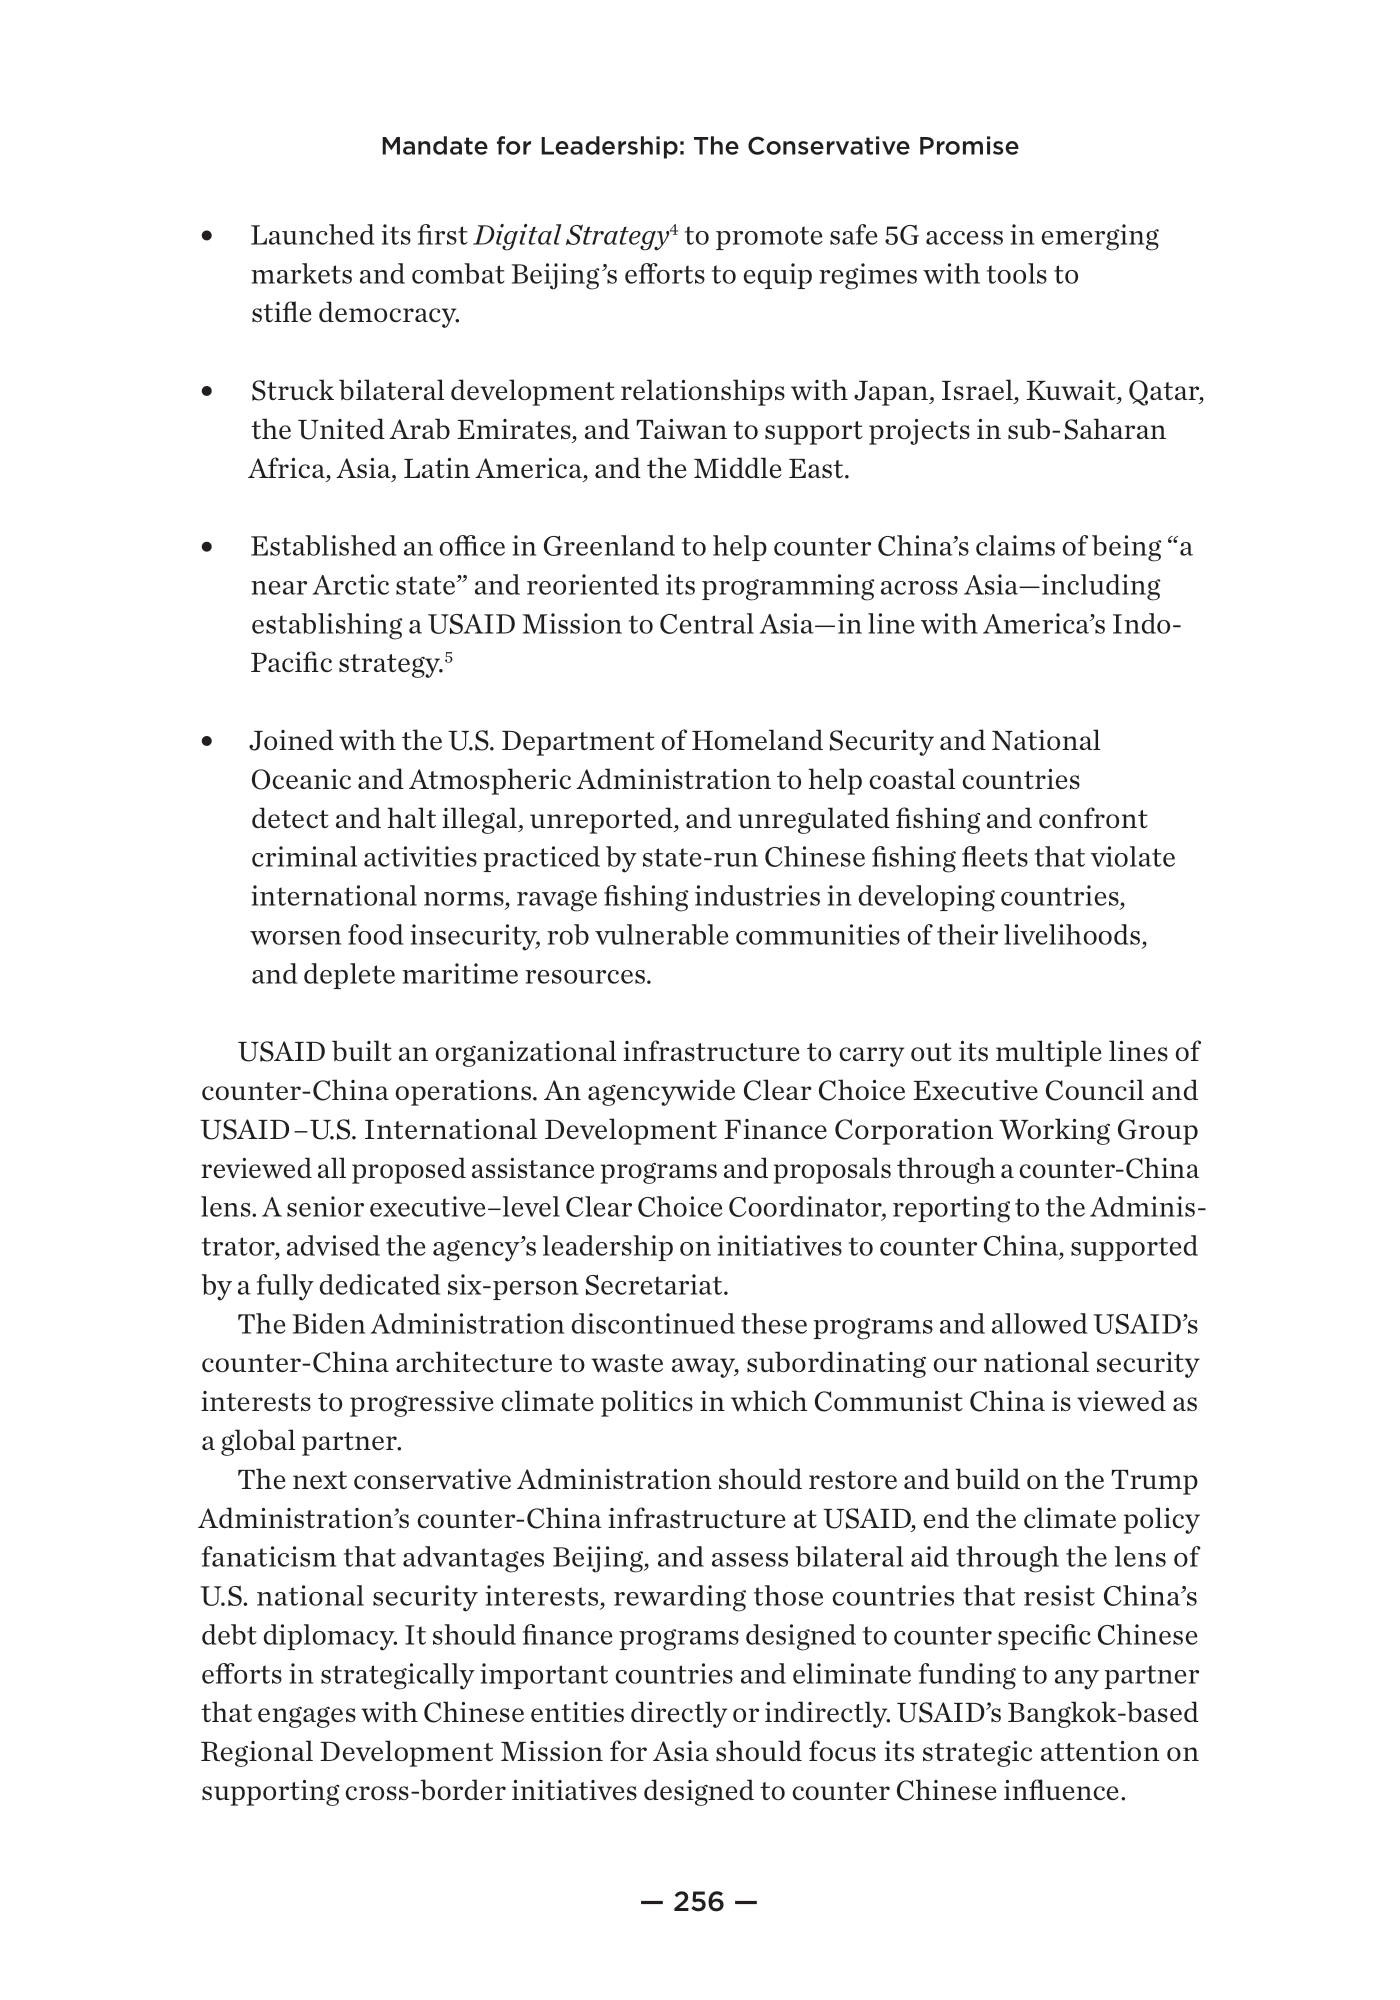 Mandate for Leadership: The Conservative Promise
• Launched its first Digital Strategy4 to promote safe 5G access in emerging
markets and combat Beijing’s efforts to equip regimes with tools to
stifle democracy.
• Struck bilateral development relationships with Japan, Israel, Kuwait, Qatar,
the United Arab Emirates, and Taiwan to support projects in sub-Saharan
Africa, Asia, Latin America, and the Middle East.
• Established an office in Greenland to help counter China’s claims of being “a
near Arctic state” and reoriented its programming across Asia—including
establishing a USAID Mission to Central Asia—in line with America’s Indo-
Pacific strategy.5
• Joined with the U.S. Department of Homeland Security and National
Oceanic and Atmospheric Administration to help coastal countries
detect and halt illegal, unreported, and unregulated fishing and confront
criminal activities practiced by state-run Chinese fishing fleets that violate
international norms, ravage fishing industries in developing countries,
worsen food insecurity, rob vulnerable communities of their livelihoods,
and deplete maritime resources.
USAID built an organizational infrastructure to carry out its multiple lines of
counter-China operations. An agencywide Clear Choice Executive Council and
USAID–U.S. International Development Finance Corporation Working Group
reviewed all proposed assistance programs and proposals through a counter-China
lens. A senior executive–level Clear Choice Coordinator, reporting to the Adminis-
trator, advised the agency’s leadership on initiatives to counter China, supported
by a fully dedicated six-person Secretariat.
The Biden Administration discontinued these programs and allowed USAID’s
counter-China architecture to waste away, subordinating our national security
interests to progressive climate politics in which Communist China is viewed as
a global partner.
The next conservative Administration should restore and build on the Trump
Administration’s counter-China infrastructure at USAID, end the climate policy
fanaticism that advantages Beijing, and assess bilateral aid through the lens of
U.S. national security interests, rewarding those countries that resist China’s
debt diplomacy. It should finance programs designed to counter specific Chinese
efforts in strategically important countries and eliminate funding to any partner
that engages with Chinese entities directly or indirectly. USAID’s Bangkok-based
Regional Development Mission for Asia should focus its strategic attention on
supporting cross-border initiatives designed to counter Chinese influence.
— 256 —